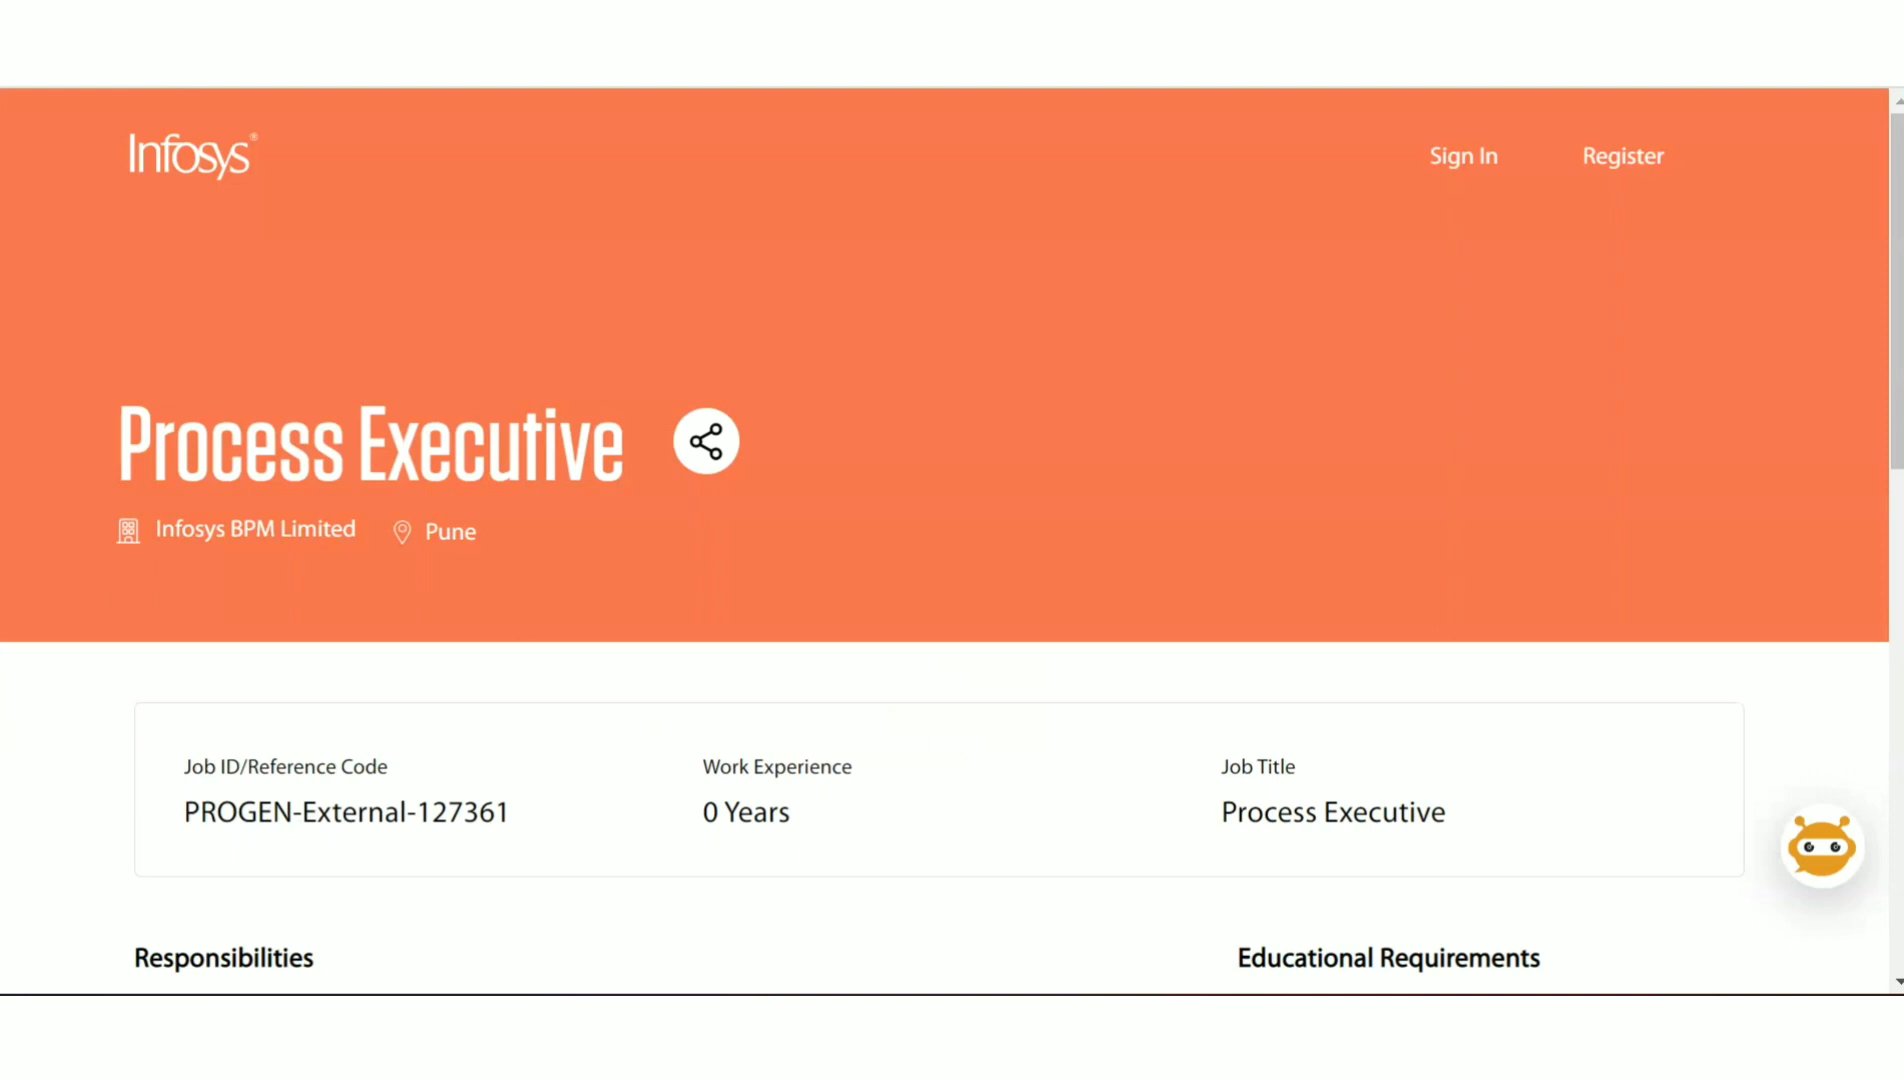 Infosys®
Sign In
Register
Process Executive
Infosys BPM Limited
Pune
Job ID/Reference Code
PROGEN-External-127361
Work Experience
0 Years
Job Title
Process Executive
Responsibilities
Educational Requirements